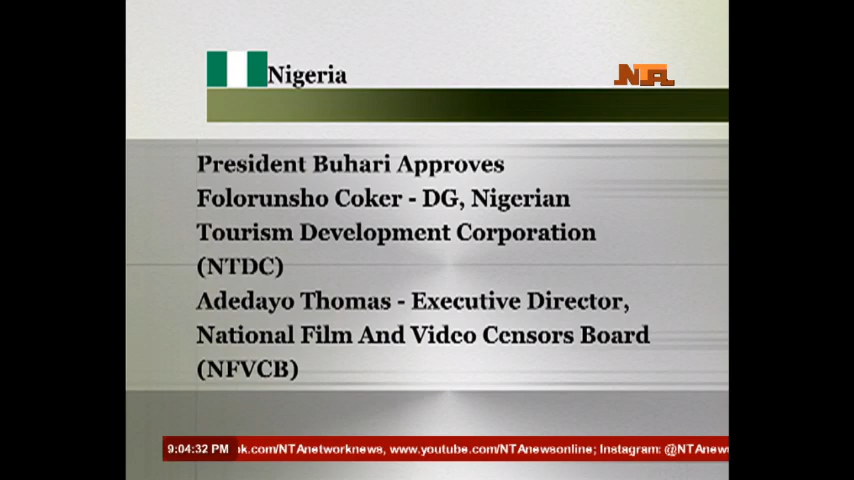 Nigeria
NTA
President Buhari Approves
Folorunsho Coker - DG, Nigerian
Tourism Development Corporation
(NTDC)
Adedayo Thomas - Executive Director,
National Film And Video Censors Board
(NFVCB)
9:04:32 PM k.com/NTAnetworknews, www.youtube.com/NTAnewsonline; Instagram: @NTAnew